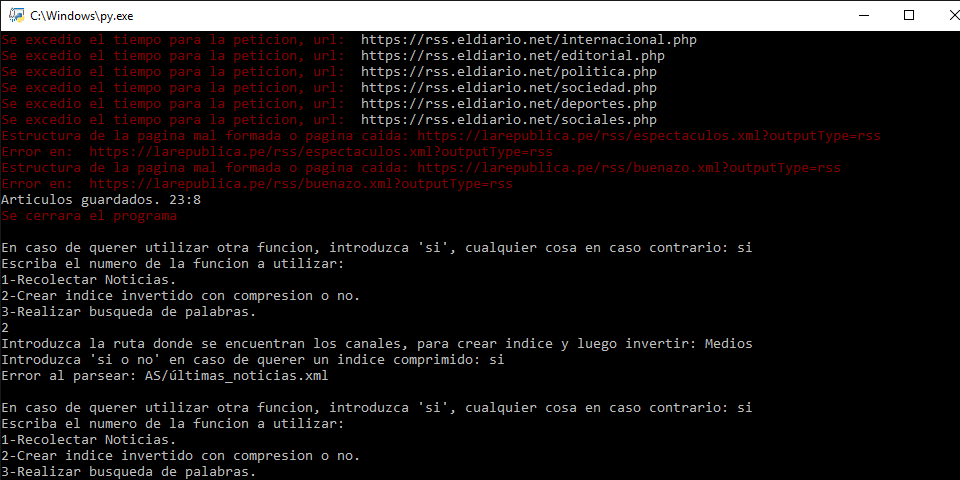 C:\Windows\py.exe
Se excedio el tiempo para la peticion, url:  https://rss.eldiario.net/internacional.php
Se excedio el tiempo para la peticion, url:  https://rss.eldiario.net/editorial.php
Se excedio el tiempo para la peticion, url:  https://rss.eldiario.net/politica.php
Se excedio el tiempo para la peticion, url:  https://rss.eldiario.net/sociedad.php
Se excedio el tiempo para la peticion, url:  https://rss.eldiario.net/deportes.php
Se excedio el tiempo para la peticion, url:  https://rss.eldiario.net/sociales.php
Estructura de la pagina mal formada o pagina caida: https://larepublica.pe/rss/espectaculos.xml?outputType=rss
Error en:  https://larepublica.pe/rss/espectaculos.xml?outputType=rss
Estructura de la pagina mal formada o pagina caida: https://larepublica.pe/rss/buenazo.xml?outputType=rss
Error en:  https://larepublica.pe/rss/buenazo.xml?outputType=rss
Articulos guardados. 23:8
Se cerrara el programa
En caso de querer utilizar otra funcion, introduzca 'si', cualquier cosa en caso contrario: si
Escriba el numero de la funcion a utilizar:
1-Recolectar Noticias.
2-Crear indice invertido con compresion o no.
3-Realizar busqueda de palabras.
2
Introduzca la ruta donde se encuentran los canales, para crear indice y luego invertir: Medios
Introduzca 'si o no' en caso de querer un indice comprimido: si
Error al parsear: AS/últimas_noticias.xml
En caso de querer utilizar otra funcion, introduzca 'si', cualquier cosa en caso contrario: si
Escriba el numero de la funcion a utilizar:
1-Recolectar Noticias.
2-Crear indice invertido con compresion o no.
3-Realizar busqueda de palabras.